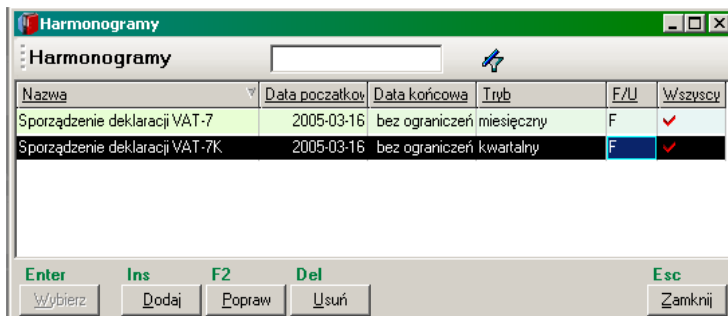 Harmonogramy
Harmonogramy
Nazwa Data początkow Data końcowa Tryb F/U Wszyscy
Sporządzenie deklaracji VAT-7 2005-03-16 bez ograniczeń miesięczny F
Sporządzenie deklaracji VAT-7K 2005-03-16 bez ograniczeń kwartalny F
Enter Ins F2 Del Esc
Wybierz Dodaj Popraw Usuń Zamknij